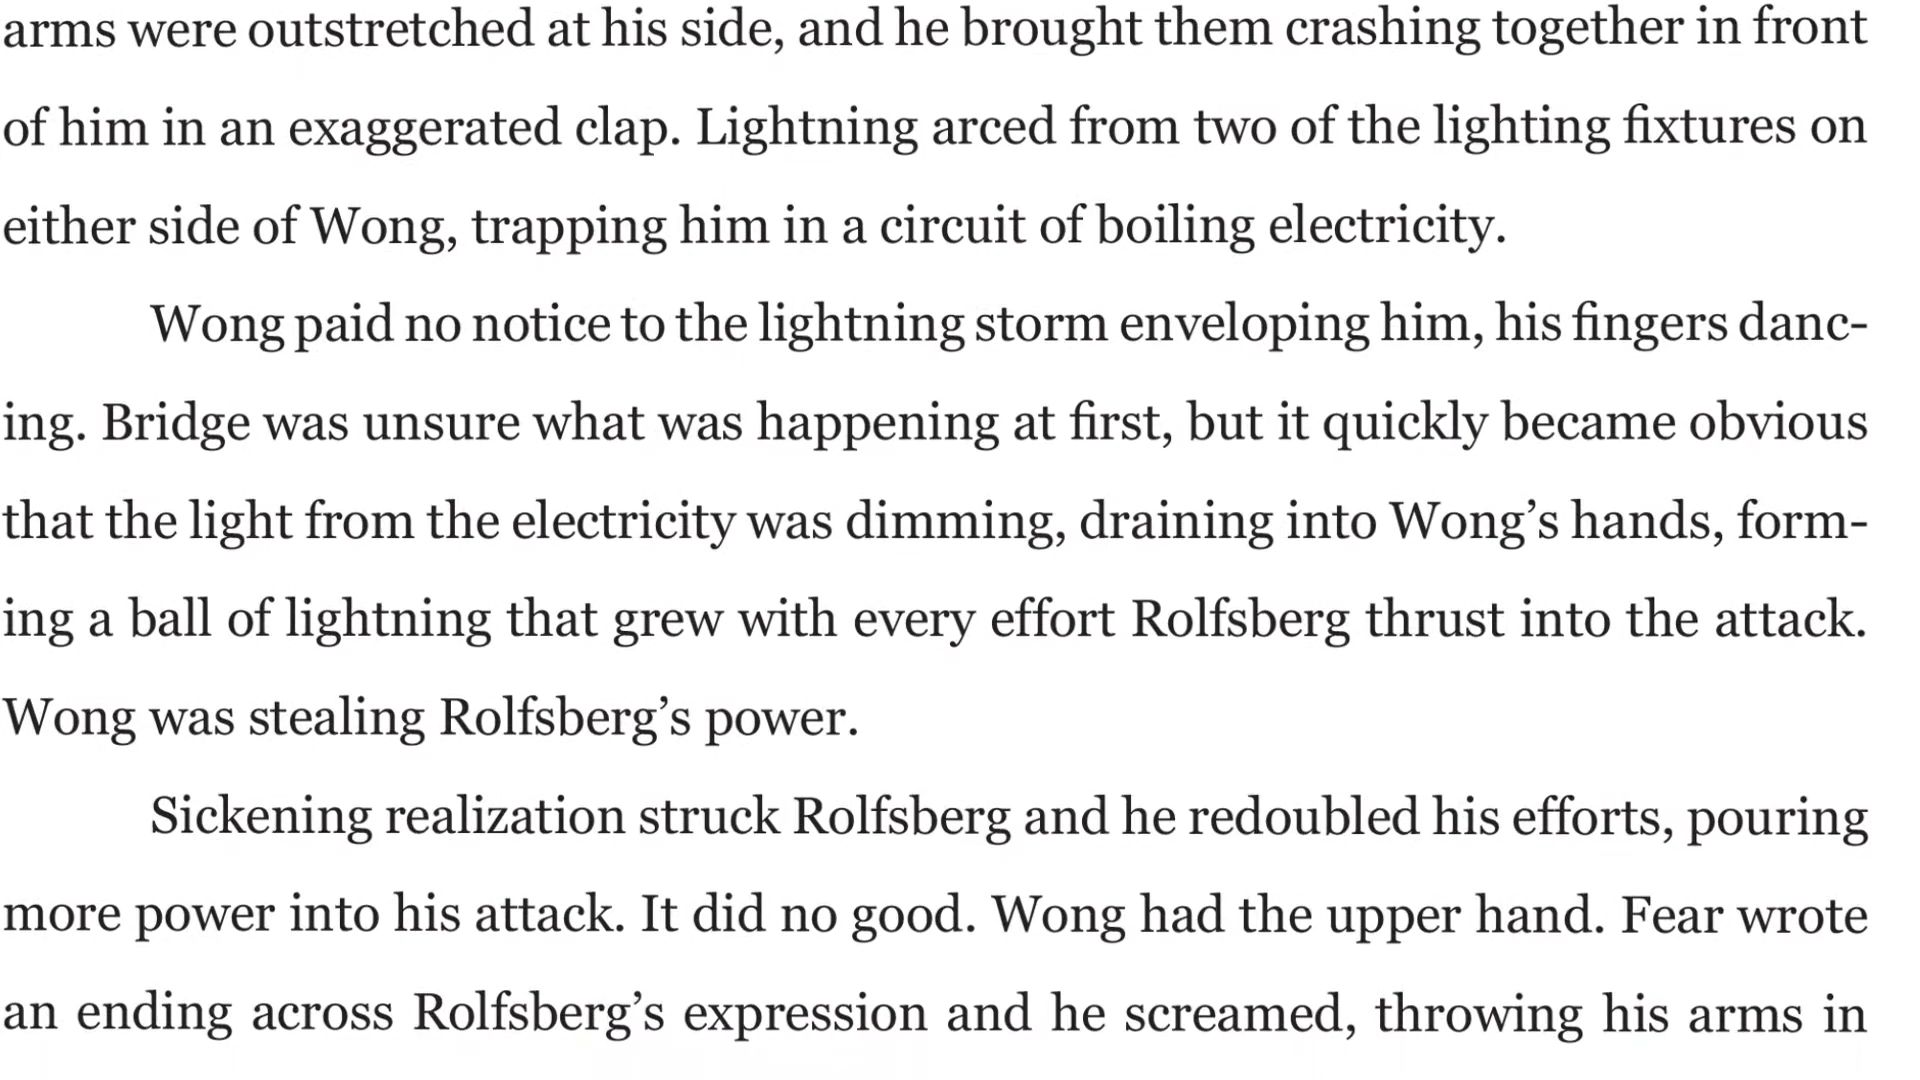 arms were outstretched at his side, and he brought them crashing together in front
of him in an exaggerated clap. Lightning arced from two of the lighting fixtures on
either side of Wong, trapping him in a circuit of boiling electricity.
Wong paid no notice to the lightning storm enveloping him, his fingers danc-
ing. Bridge was unsure what was happening at first, but it quickly became obvious
that the light from the electricity was dimming, draining into Wong’s hands, form-
ing a ball of lightning that grew with every effort Rolfsberg thrust into the attack.
Wong was stealing Rolfsberg’s power.
Sickening realization struck Rolfsberg and he redoubled his efforts, pouring
more power into his attack. It did no good. Wong had the upper hand. Fear wrote
an ending across Rolfsberg’s expression and he screamed, throwing his arms in